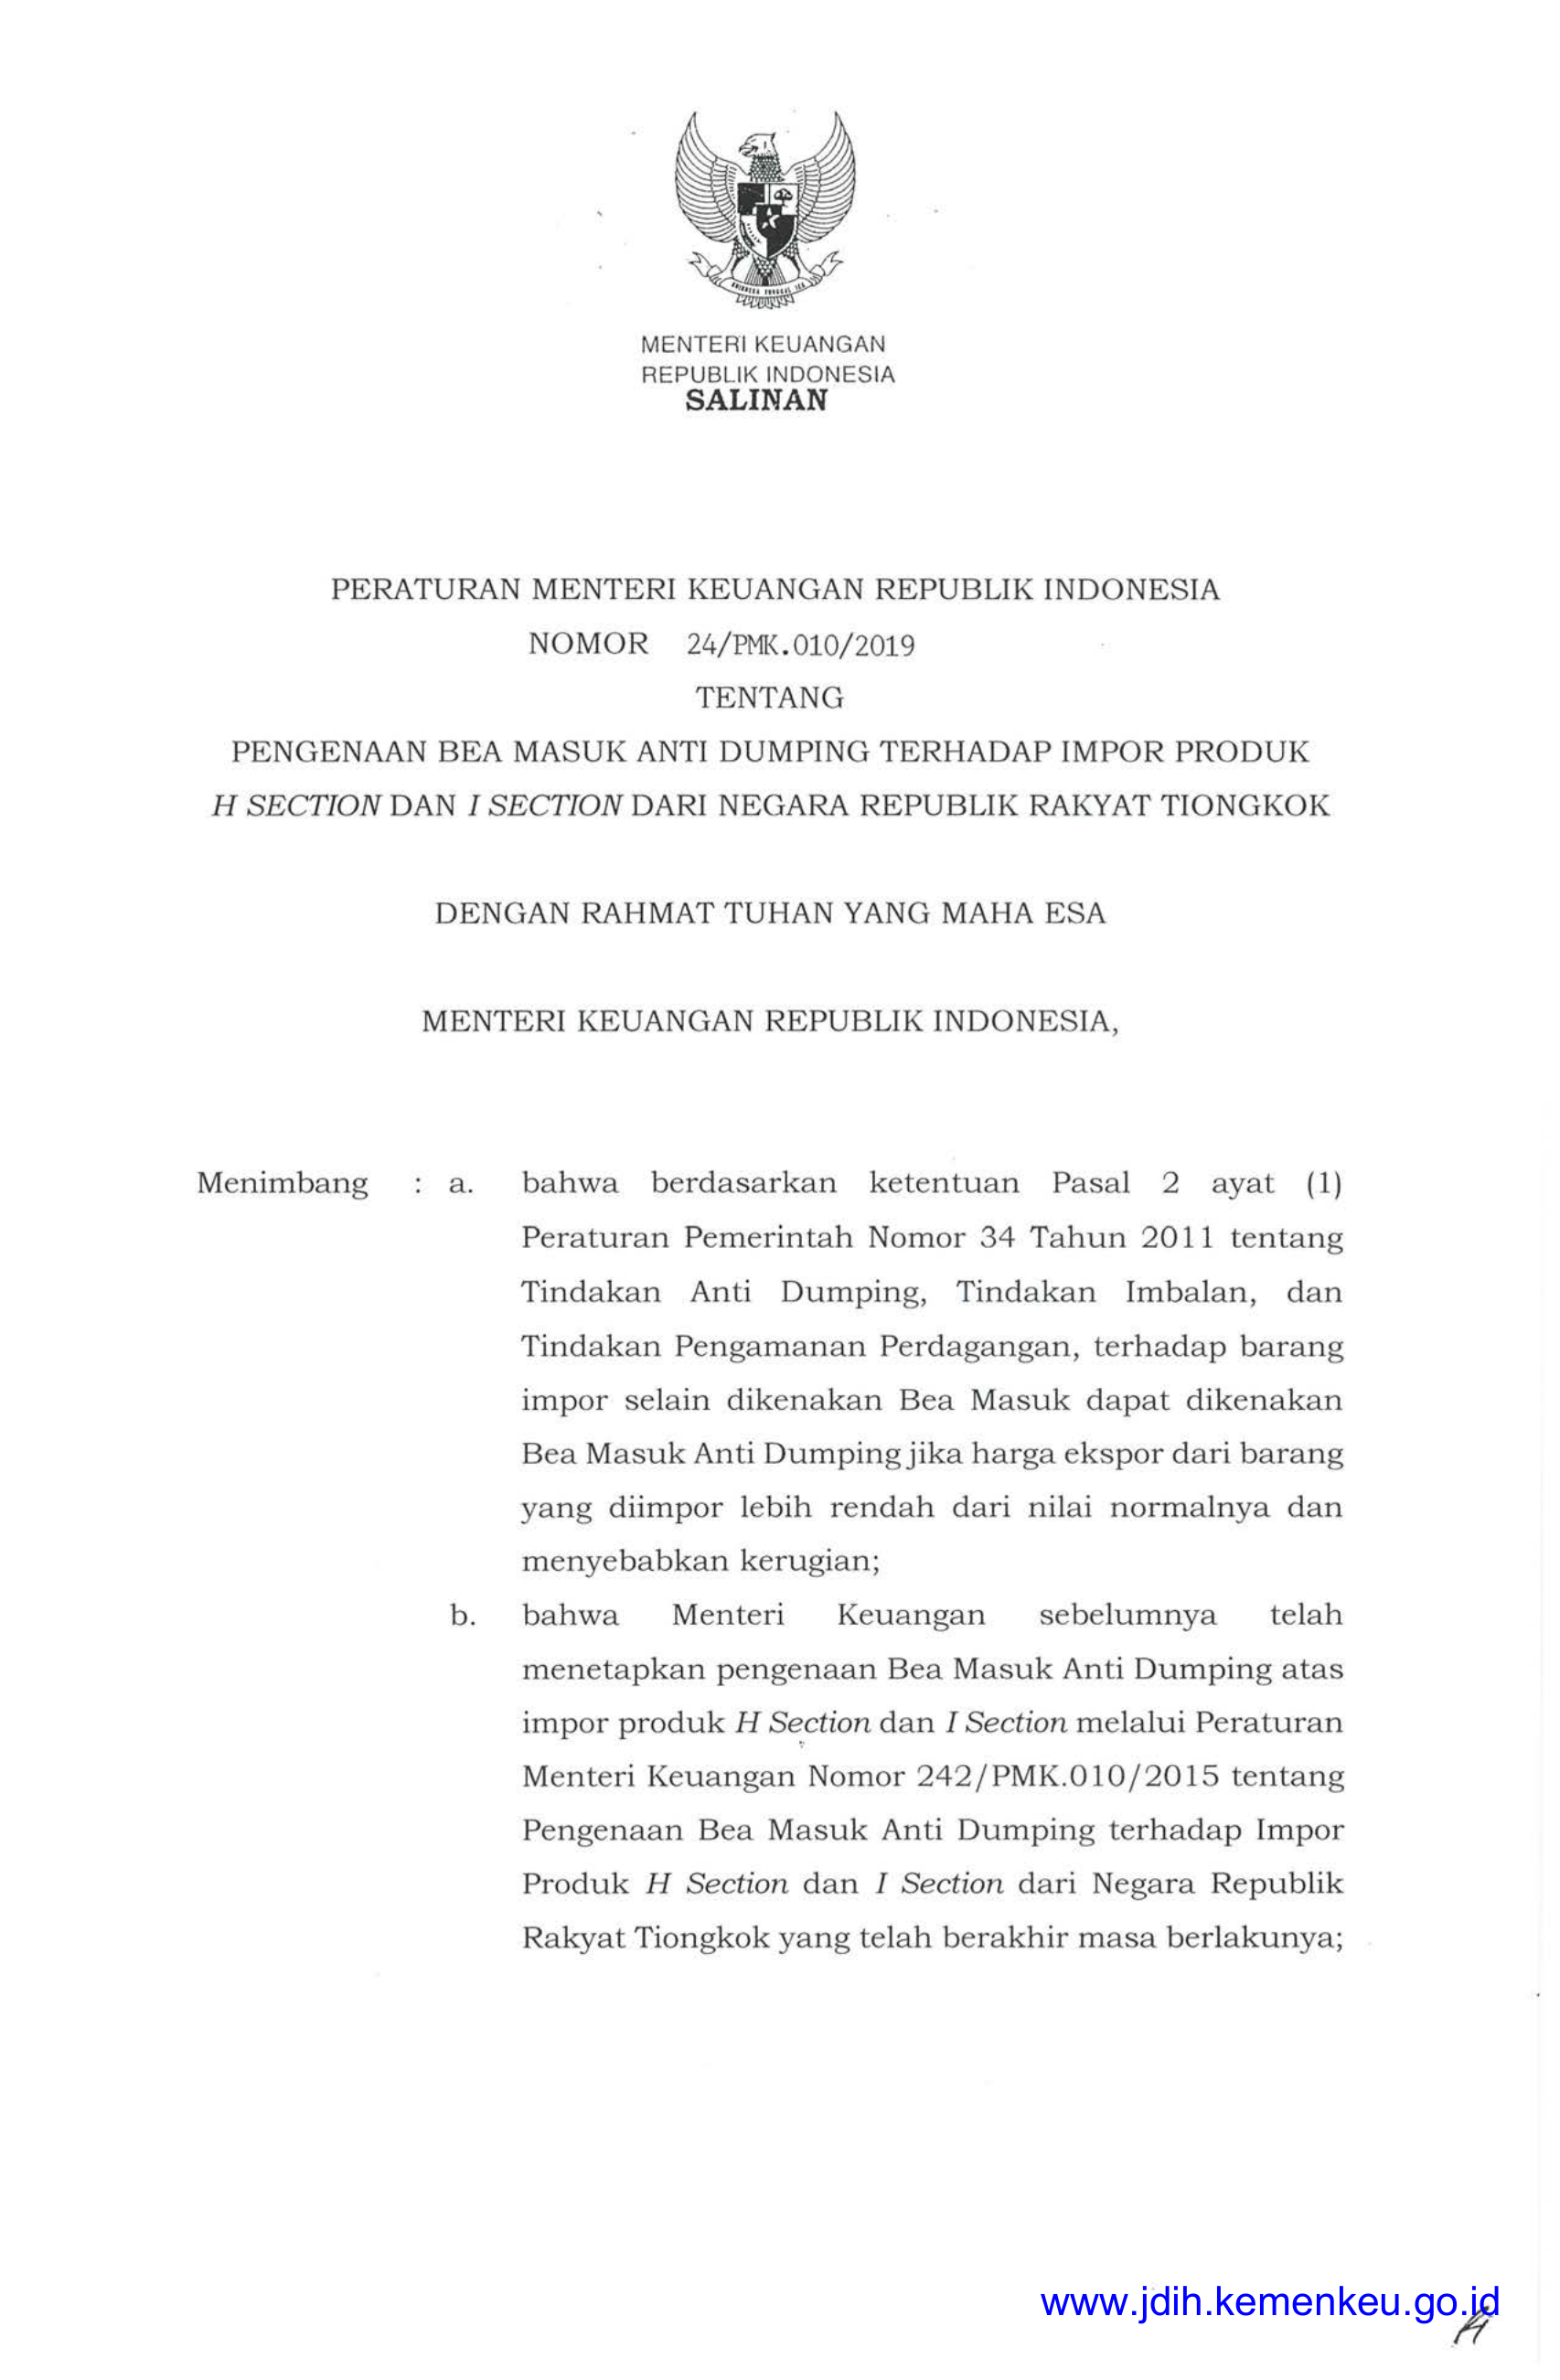 MENTERI KEUANGAN
REPUBLIK INDONESIA
SALINAN
PERATURAN MENTERI KEUANGAN REPUBLIK INDONESIA
NOMOR 24/PMK.010/2019
TENTANG
PENGENAAN BEA MASUK ANTI DUMPING TERHADAP IMPOR PRODUK
H SECTION DAN I SECTION DARI NEGARA REPUBLIK RAKYAT TIONGKOK
DENGAN RAHMAT TUHAN YANG MAHA ESA
MENTERI KEUANGAN REPUBLIK INDONESIA,
Menimbang : a. bahwa berdasarkan ketentuan Pasal 2 ayat (1)
Peraturan Pemerintah Nomor 34 Tahun 2011 tentang
Tindakan Anti Dumping, Tindakan Imbalan, dan
Tindakan Pengamanan Perdagangan, terhadap barang
impor selain dikenakan Bea Masuk dapat dikenakan
Bea Masuk Anti Dumping jika harga ekspor dari barang
yang diimpor lebih rendah dari nilai normalnya dan
menyebabkan kerugian;
b. bahwa Menteri Keuangan sebelumnya telah
menetapkan pengenaan Bea Masuk Anti Dumping atas
impor produk H Section dan I Section melalui Peraturan
Menteri Keuangan Nomor 242/PMK.010/2015 tentang
Pengenaan Bea Masuk Anti Dumping terhadap Impor
Produk H Section dan I Section dari Negara Republik
Rakyat Tiongkok yang telah berakhir masa berlakunya;
www.jdih.kemenkeu.go.id